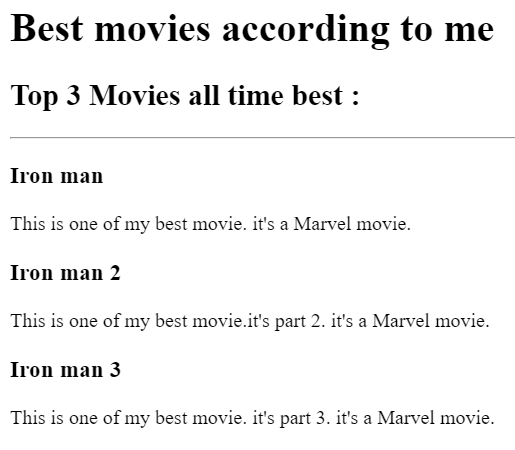 Best movies according to me
Top 3 Movies all time best :
Iron man
This is one of my best movie. it's a Marvel movie.
Iron man 2
This is one of my best movie.it's part 2. it's a Marvel movie.
Iron man 3
This is one of my best movie. it's part 3. it's a Marvel movie.